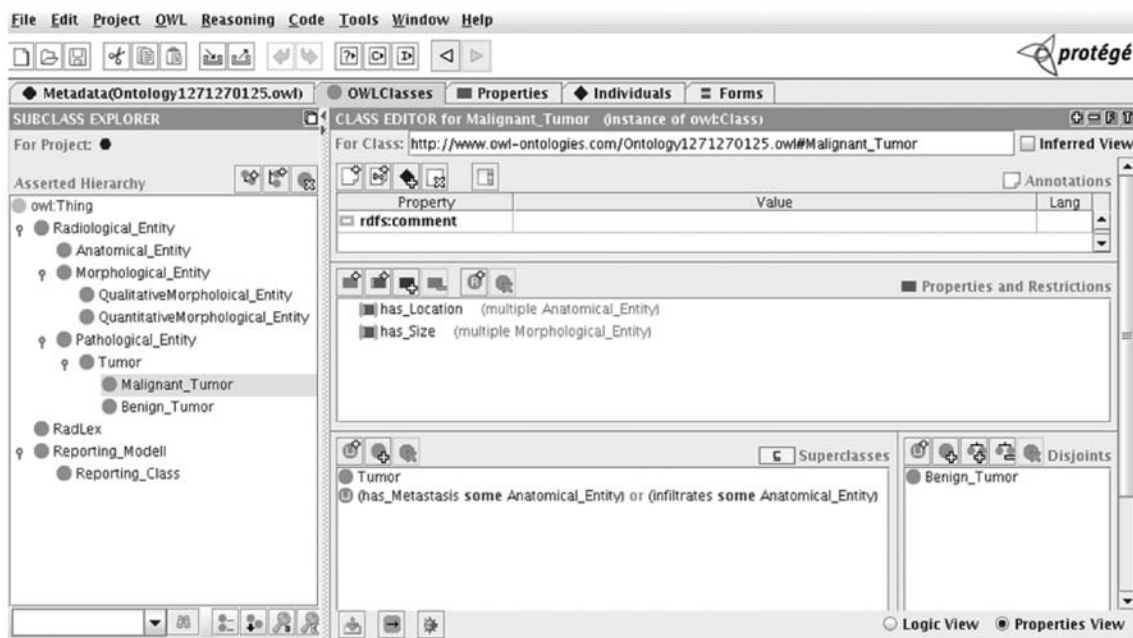 File Edit Project OWL Reasoning Code Tools Window Help
protégé
Metadata(Ontology1271270125.owl) OWLClasses Properties Individuals Forms
SUBCLASS EXPLORER
For Project:
Asserted Hierarchy
owl:Thing
Radiological_Entity
Anatomical_Entity
Morphological_Entity
QualitativeMorpholoical_Entity
QuantitativeMorphological_Entity
Pathological_Entity
Tumor
Malignant_Tumor
Benign_Tumor
RadLex
Reporting_Modell
Reporting_Class
CLASS EDITOR for Malignant_Tumor (instance of owl:Class)
For Class: http://www.owl-ontologies.com/Ontology1271270125.owl#Malignant_Tumor Inferred View
Annotations
Property Value Lang
rdfs:comment
Properties and Restrictions
has_Location (multiple Anatomical_Entity)
has_Size (multiple Morphological_Entity)
Superclasses
Tumor
(has_Metastasis some Anatomical_Entity) or (infiltrates some Anatomical_Entity)
Disjoints
Benign_Tumor
Logic View Properties View